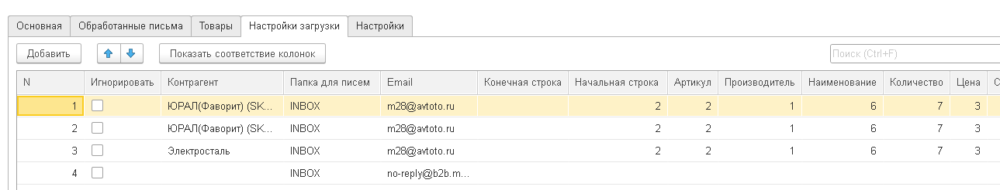 Основная Обработанные письма Товары Настройки загрузки Настройки
Добавить Показать соответствие колонок Поиск (Ctrl+F)
N Игнорировать Контрагент Папка для писем Email Конечная строка Начальная строка Артикул Производитель Наименование Количество Цена С
1 ЮРАЛ(Фаворит) (SK... INBOX m28@avtoto.ru 2 2 1 6 7 3
2 ЮРАЛ(Фаворит) (SK... INBOX m28@avtoto.ru 2 2 1 6 7 3
3 Электросталь INBOX m28@avtoto.ru 2 2 1 6 7 3
4 INBOX no-reply@b2b.m...